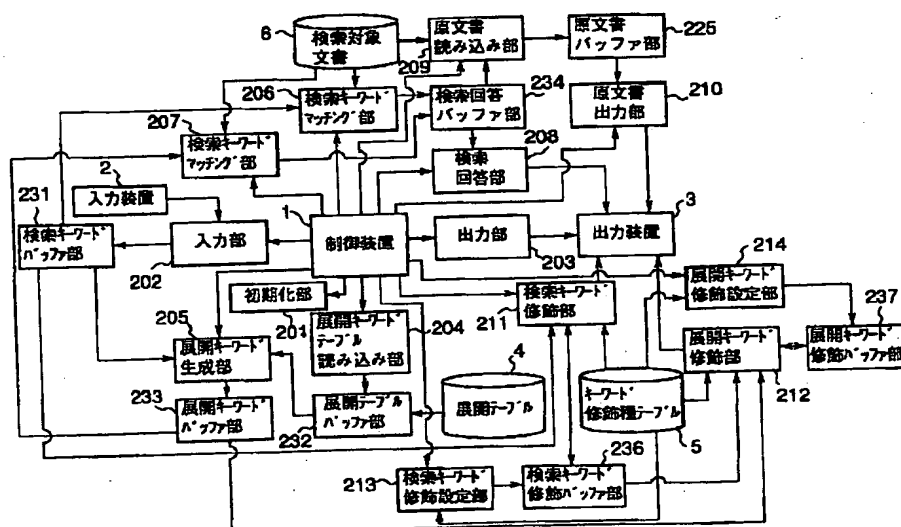 6
検索対象
文書
原文書
読み込み部
209
原文書
バッファ部
225
206
検索キーワード
マッチング部
検索回答
バッファ部
234
原文書
出力部
210
207
検索キーワード
マッチング部
208
検索
回答部
2
入力装置
231
検索キーワード
バッファ部
入力部
202
1
制御装置
出力部
203
3
出力装置
214
展開キーワード
修飾設定部
初期化部
201
検索キーワード
修飾部
211
237
205
展開キーワード
生成部
展開キーワード
テーブル
読み込み部
204
展開キーワード
修飾部
212
展開キーワード
修飾バッファ部
233
展開キーワード
バッファ部
展開テーブル
バッファ部
232
4
展開テーブル
キーワード
修飾種テーブル
5
236
213
検索キーワード
修飾設定部
検索キーワード
修飾バッファ部